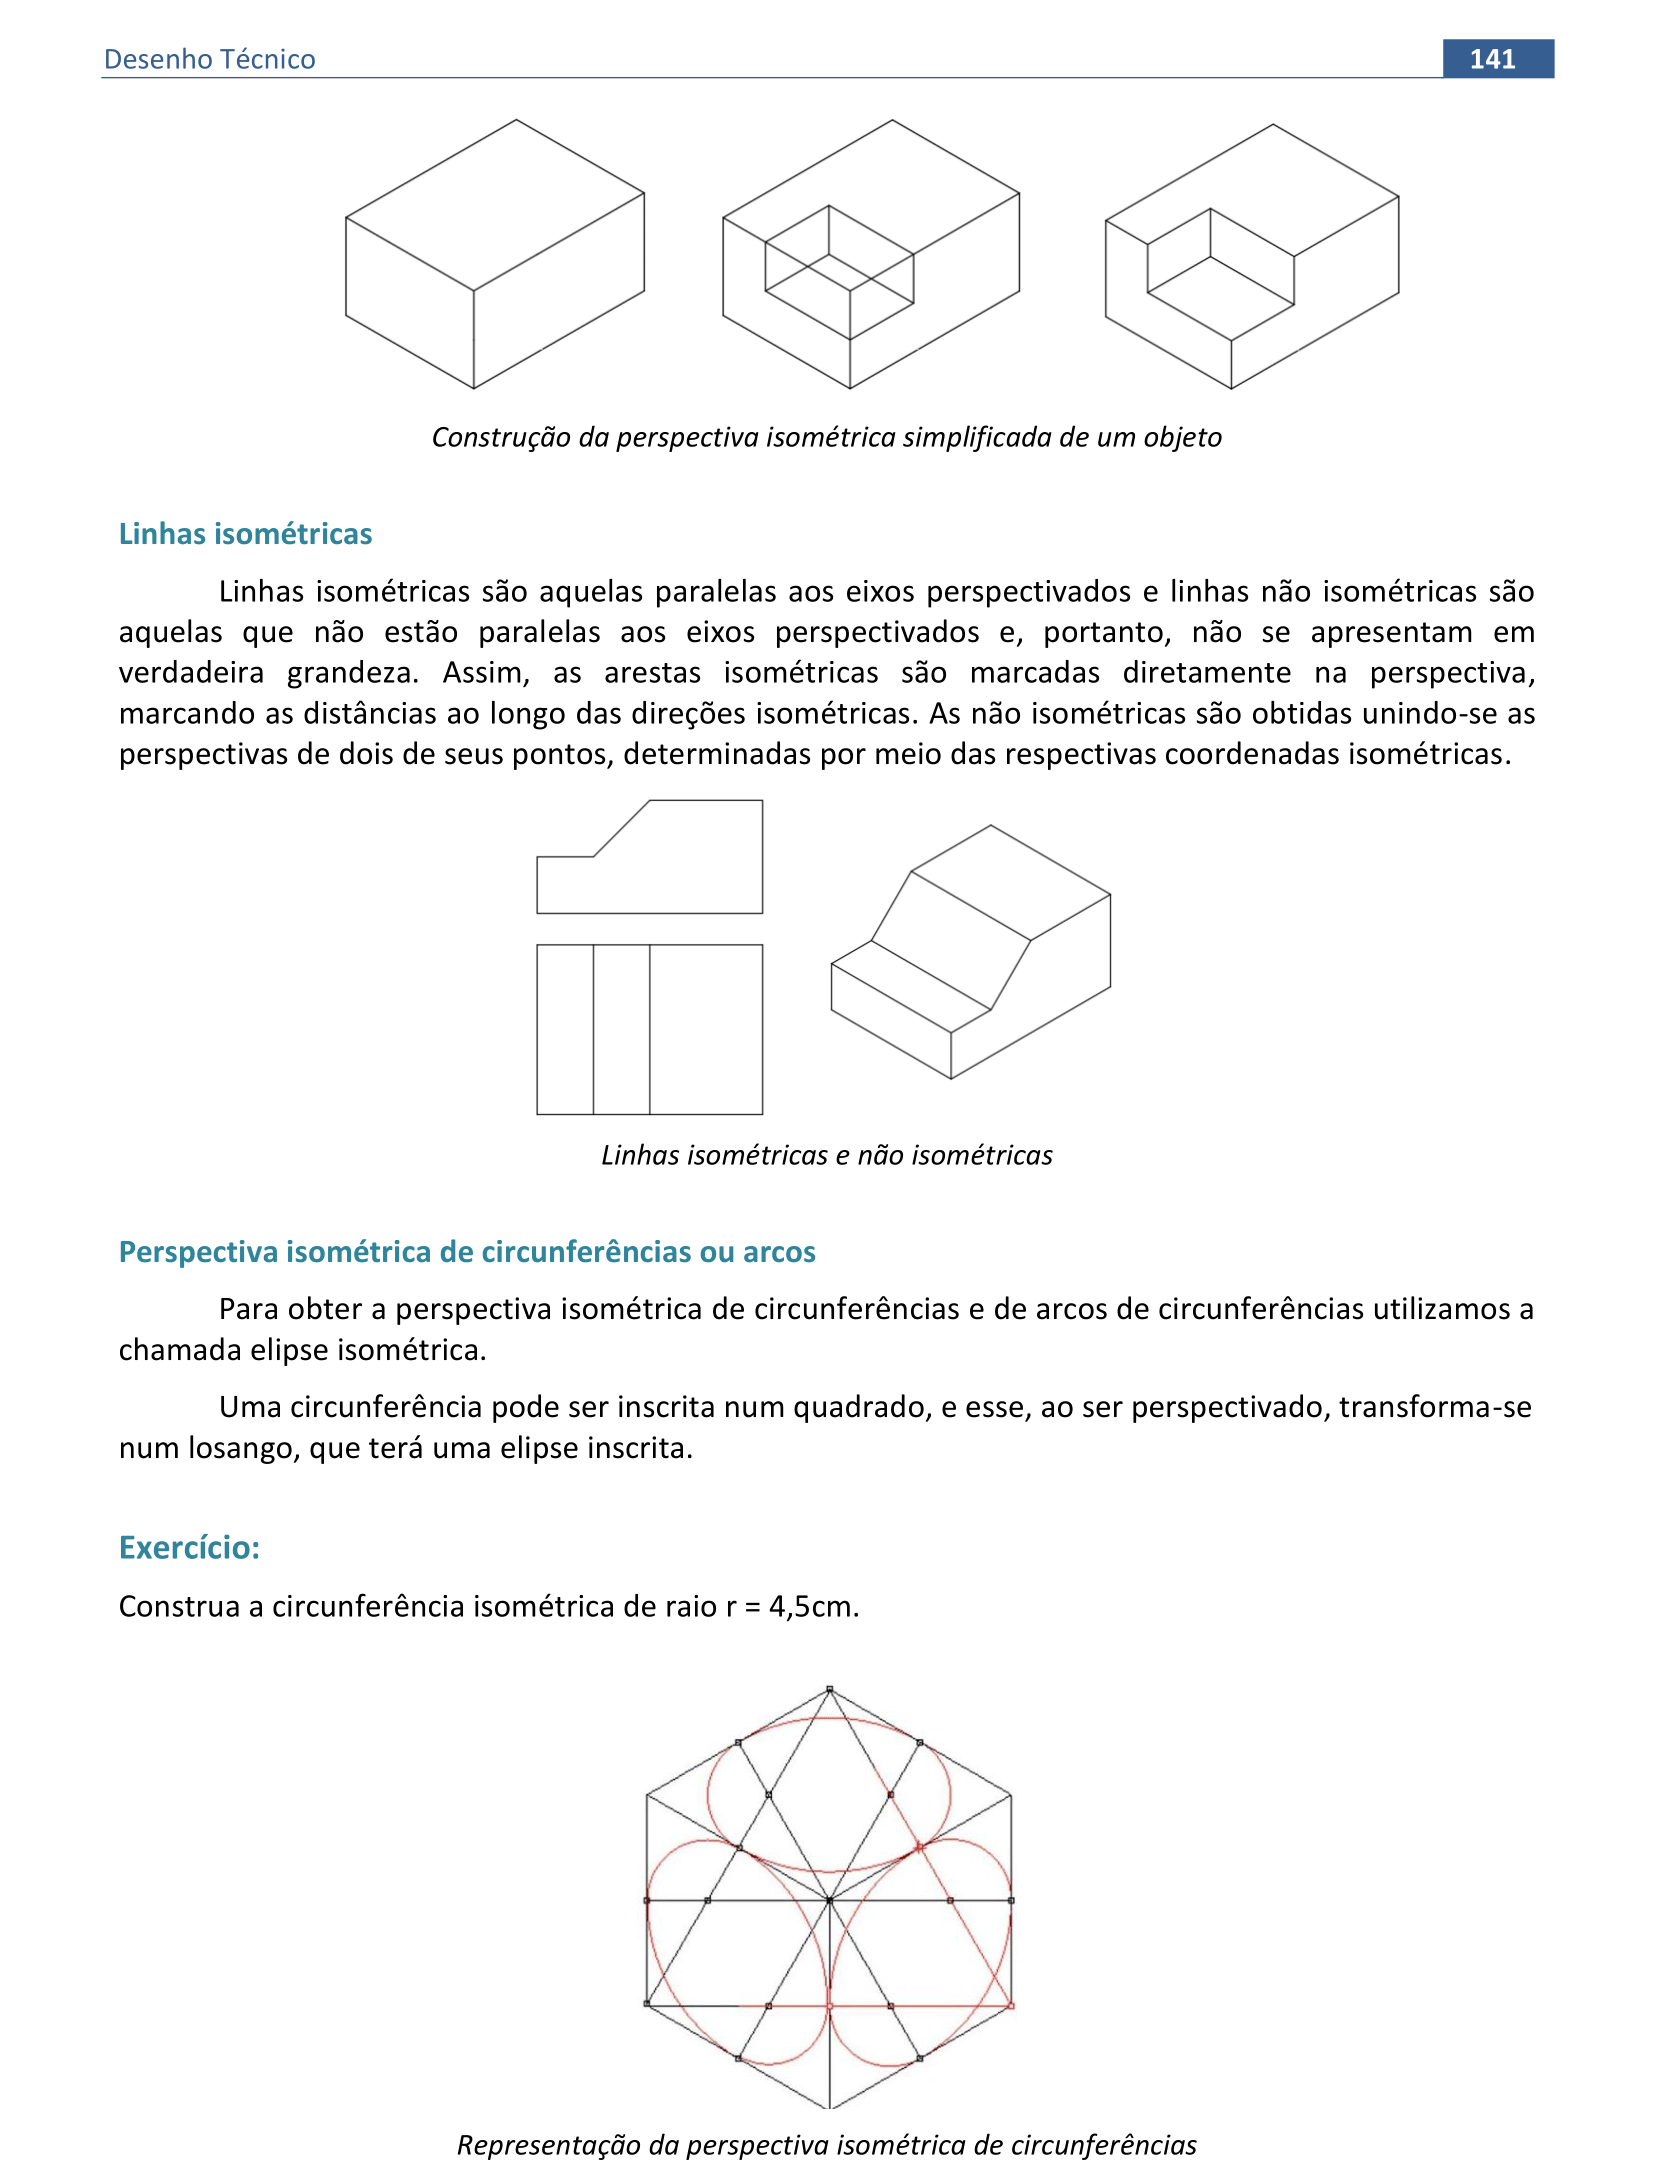 Desenho Técnico
141
Construção da perspectiva isométrica simplificada de um objeto
Linhas isométricas
Linhas isométricas são aquelas paralelas aos eixos perspectivados e linhas não isométricas são
aquelas que não estão paralelas aos eixos perspectivados e, portanto, não se apresentam em
verdadeira grandeza. Assim, as arestas isométricas são marcadas diretamente na perspectiva,
marcando as distâncias ao longo das direções isométricas. As não isométricas são obtidas unindo-se as
perspectivas de dois de seus pontos, determinadas por meio das respectivas coordenadas isométricas.
Linhas isométricas e não isométricas
Perspectiva isométrica de circunferências ou arcos
Para obter a perspectiva isométrica de circunferências e de arcos de circunferências utilizamos a
chamada elipse isométrica.
Uma circunferência pode ser inscrita num quadrado, e esse, ao ser perspectivado, transforma-se
num losango, que terá uma elipse inscrita.
Exercício:
Construa a circunferência isométrica de raio r = 4,5cm.
Representação da perspectiva isométrica de circunferências